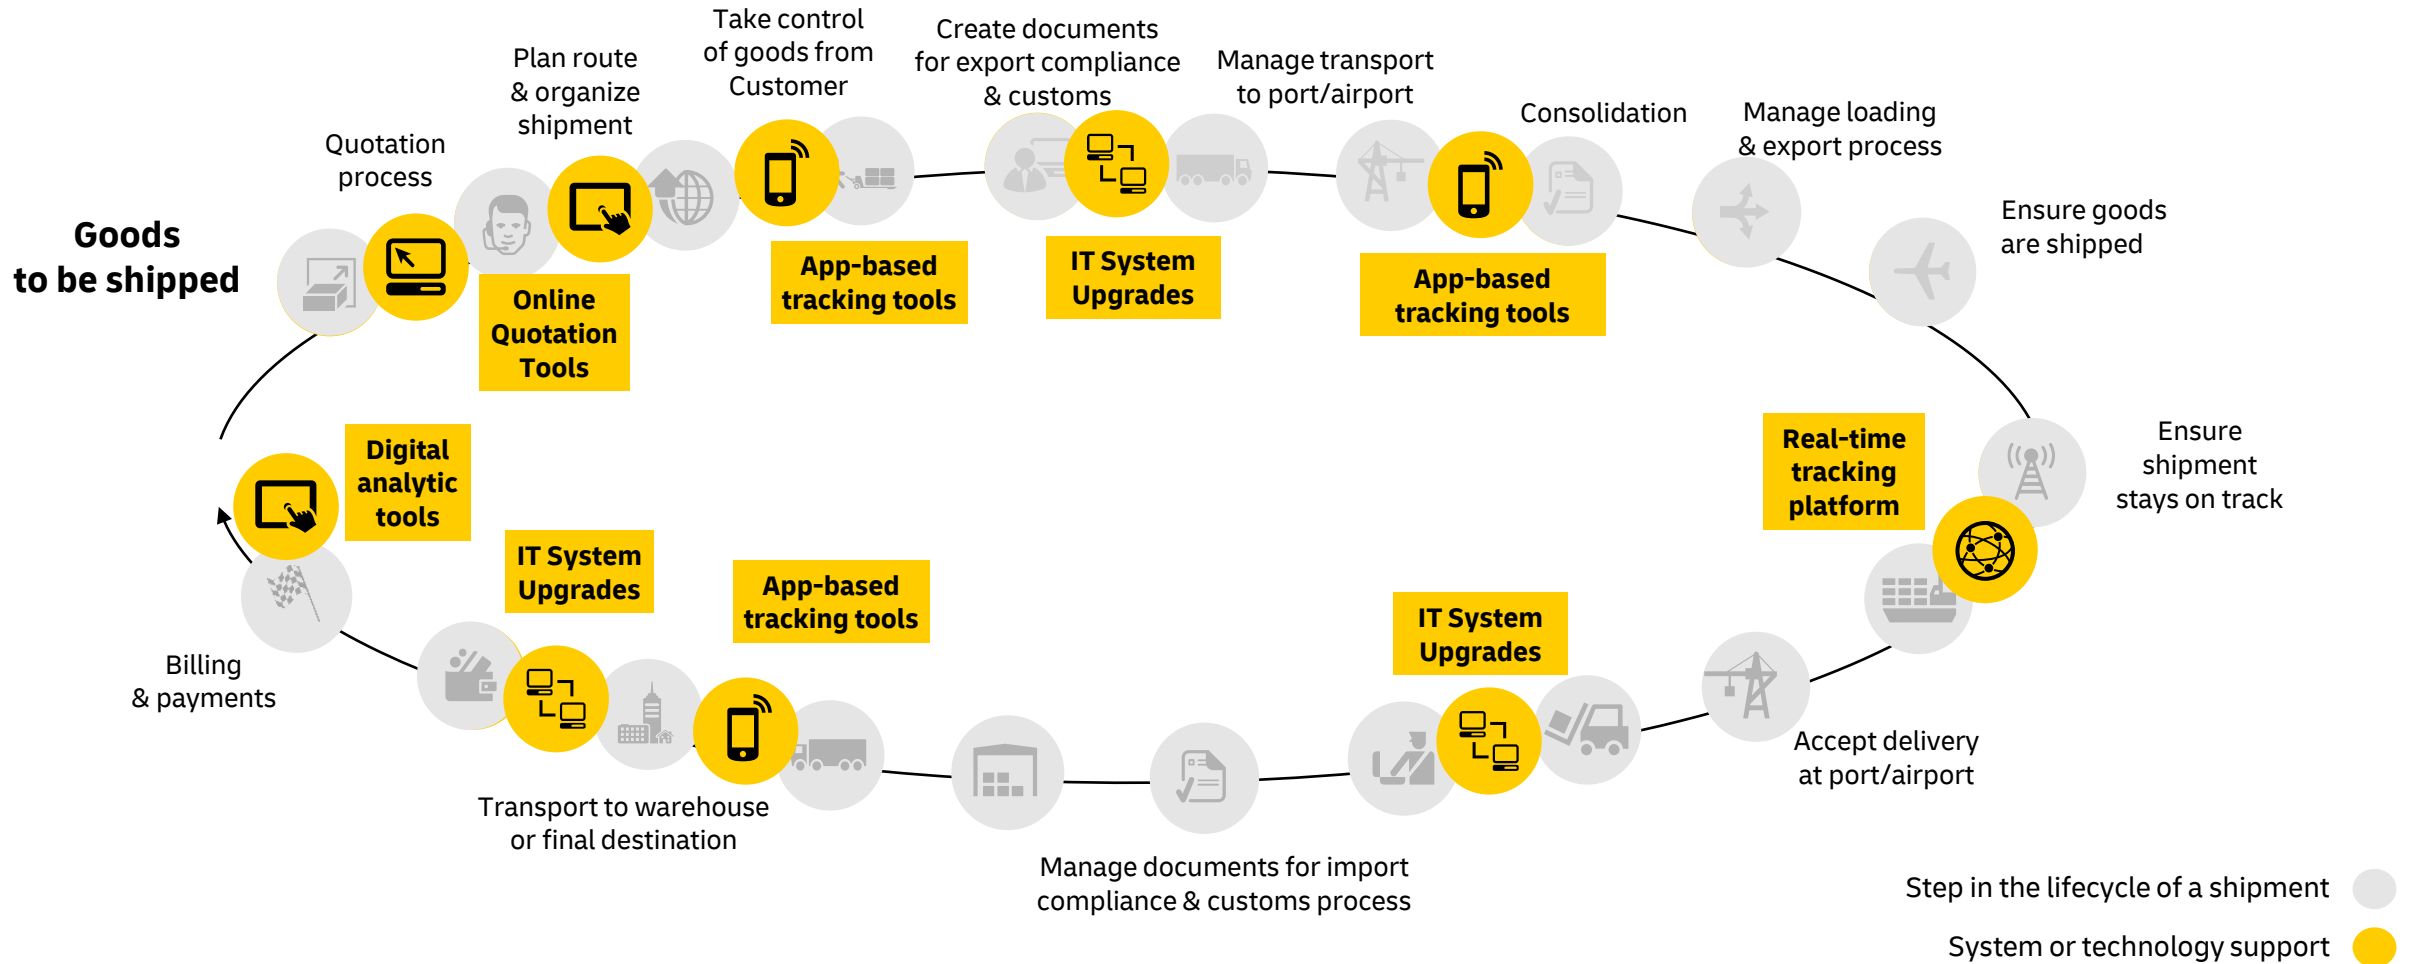 Goods
to be shipped
Quotation
process
Plan route
& organize
shipment
Take control
of goods from
Customer
Create documents
for export compliance
& customs
Manage transport
to port/airport
Consolidation
Manage loading
& export process
Ensure goods
are shipped
Online
Quotation
Tools
App-based
tracking tools
IT System
Upgrades
App-based
tracking tools
Real-time
tracking
platform
Ensure
shipment
stays on track
Digital
analytic
tools
IT System
Upgrades
App-based
tracking tools
IT System
Upgrades
Billing
& payments
Transport to warehouse
or final destination
Manage documents for import
compliance & customs process
Accept delivery
at port/airport
Step in the lifecycle of a shipment
System or technology support